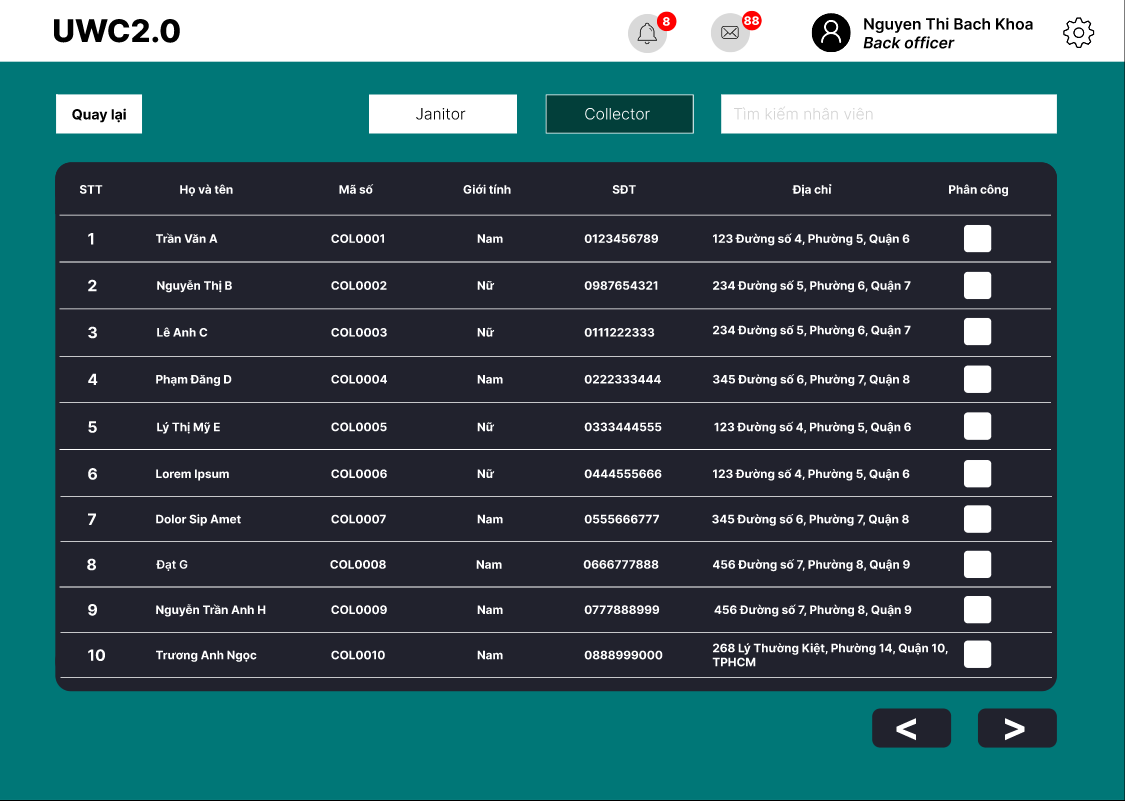 UWC2.0
8
88
Nguyen Thi Bach Khoa
Back officer
Quay lại
Janitor
Collector
Tìm kiếm nhân viên
STT Họ và tên Mã số Giới tính SĐT Địa chỉ Phân công
1 Trần Văn A COL0001 Nam 0123456789 123 Đường số 4, Phường 5, Quận 6
2 Nguyễn Thị B COL0002 Nữ 0987654321 234 Đường số 5, Phường 6, Quận 7
3 Lê Anh C COL0003 Nữ 0111222333 234 Đường số 5, Phường 6, Quận 7
4 Phạm Đăng D COL0004 Nam 0222333444 345 Đường số 6, Phường 7, Quận 8
5 Lý Thị Mỹ E COL0005 Nữ 0333444555 123 Đường số 4, Phường 5, Quận 6
6 Lorem Ipsum COL0006 Nữ 0444555666 123 Đường số 4, Phường 5, Quận 6
7 Dolor Sip Amet COL0007 Nam 0555666777 345 Đường số 6, Phường 7, Quận 8
8 Đạt G COL0008 Nam 0666777888 456 Đường số 7, Phường 8, Quận 9
9 Nguyễn Trần Anh H COL0009 Nam 0777888999 456 Đường số 7, Phường 8, Quận 9
10 Trương Anh Ngọc COL0010 Nam 0888999000 268 Lý Thường Kiệt, Phường 14, Quận 10,
TPHCM
< >